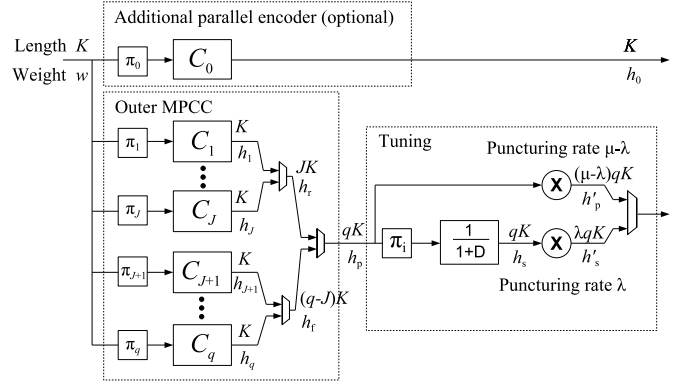 Additional parallel encoder (optional)
Length K
Weight w
π0
C0
K
h0
Outer MPCC
π1
C1
K
h1
πJ
CJ
K
hJ
JK
hr
πJ+1
CJ+1
K
hJ+1
πq
Cq
K
hq
(q-J)K
hf
qK
hp
Tuning
Puncturing rate μ-λ
X
(μ-λ)qK
h′p
πi
1
1+D
qK
hs
X
λqK
h′s
Puncturing rate λ